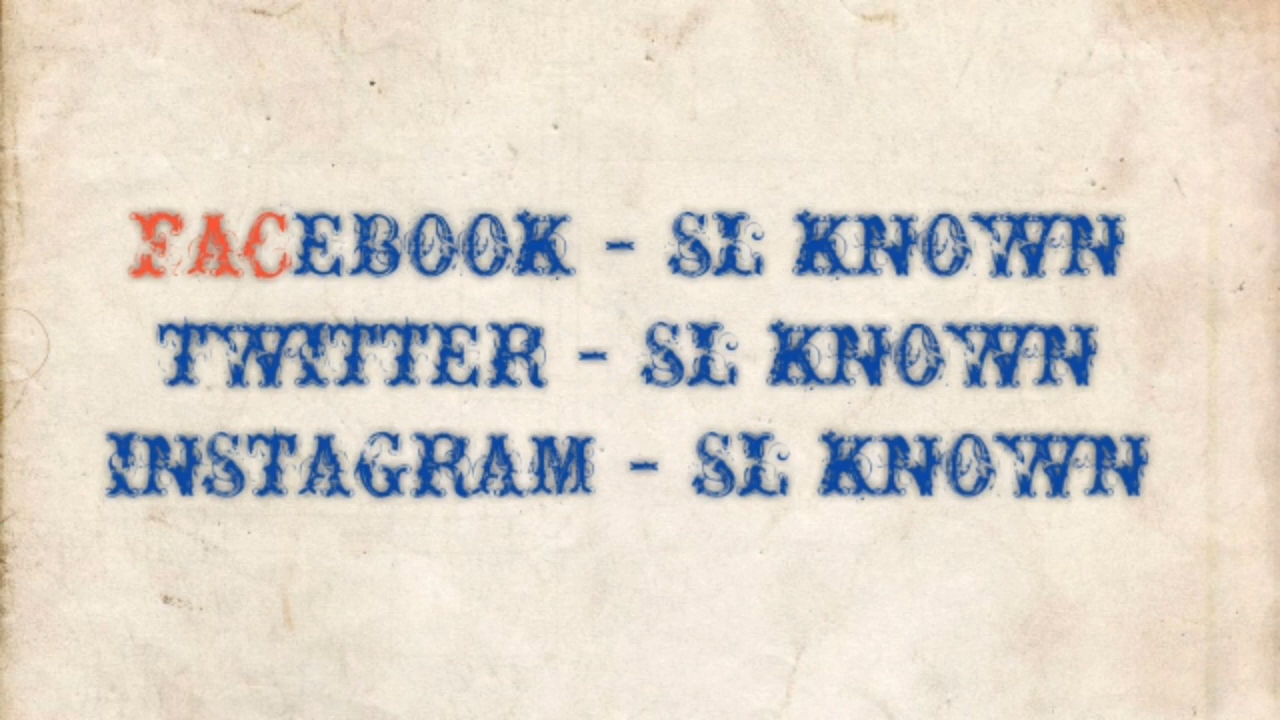 FACEBOOK - SL KNOWN
TWITTER - SL KNOWN
INSTAGRAM - SL KNOWN